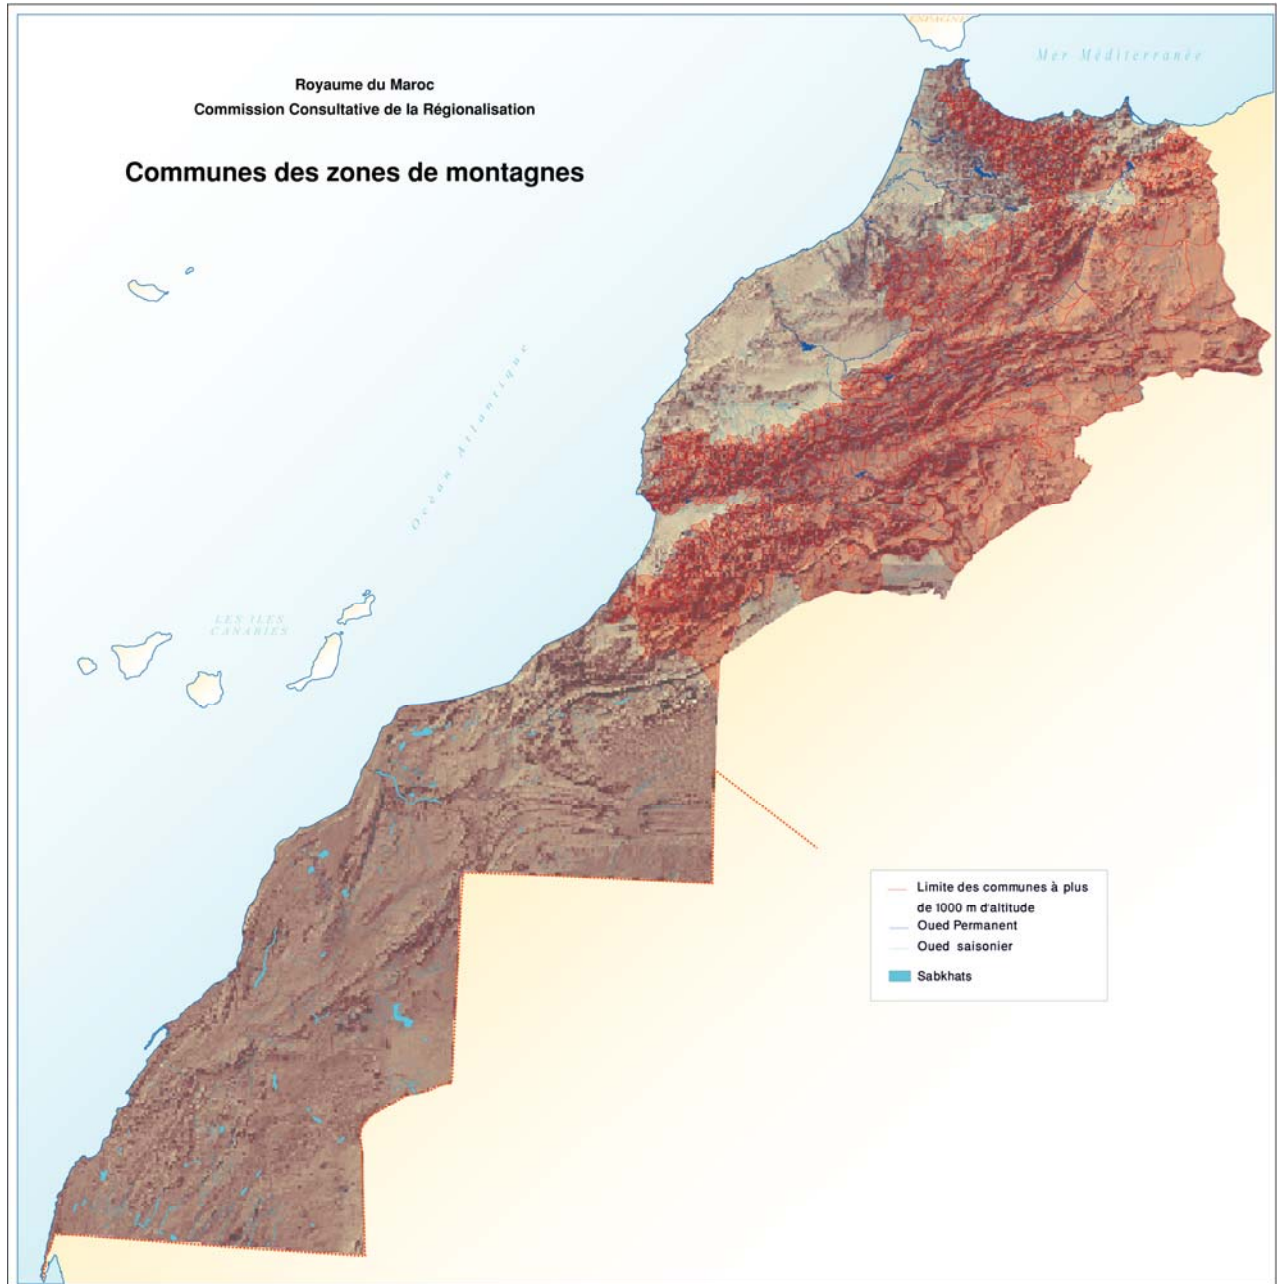 ESPAGNE
Mer Méditerranée
Royaume du Maroc
Commission Consultative de la Régionalisation
Communes des zones de montagnes
Océan Atlantique
LES ILES
CANARIES
Limite des communes à plus
de 1000 m d'altitude
Oued Permanent
Oued saisonier
Sabkhats